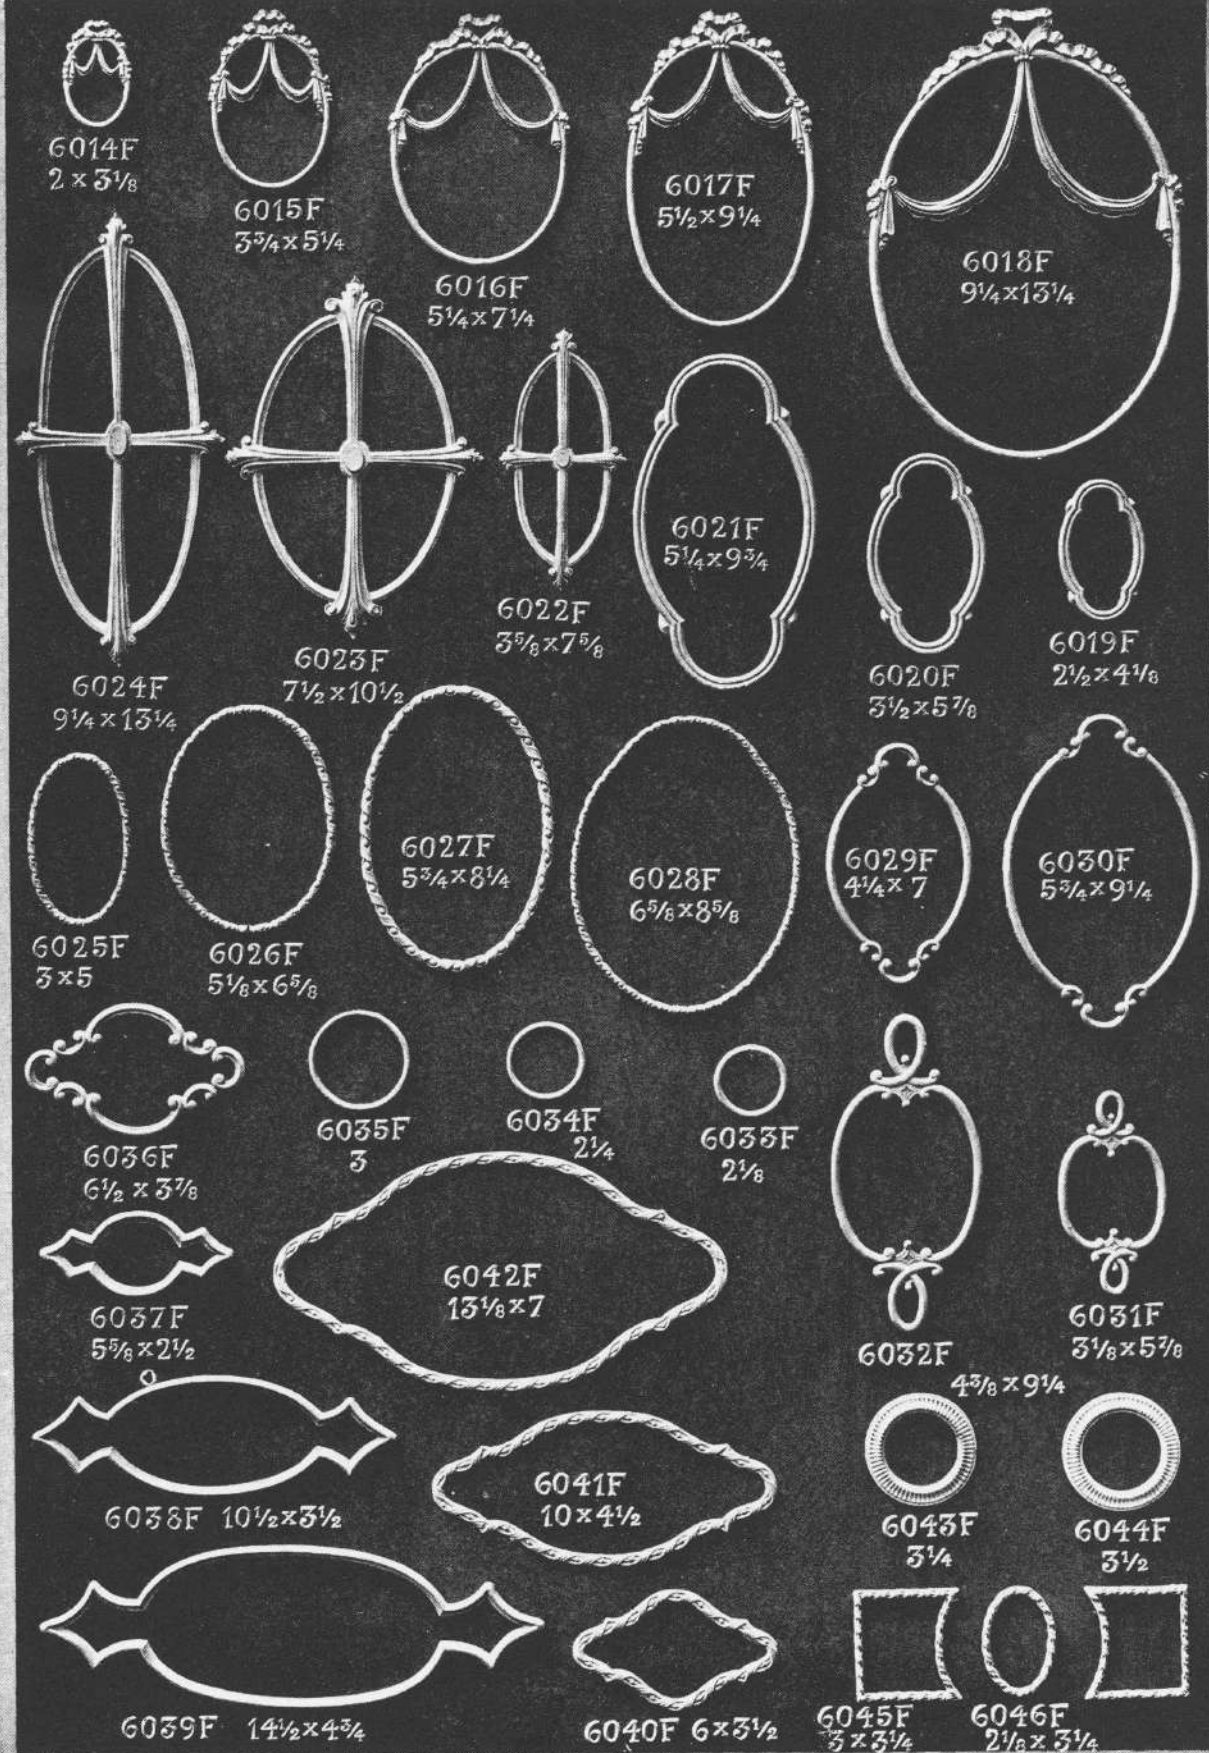 6014F
2 x 3⅛
6015F
3¾ x 5¼
6016F
5¼ x 7¼
6017F
5½ x 9¼
6018F
9¼ x 13¼
6024F
9¼ x 13¼
6023F
7½ x 10½
6022F
3⅝ x 7⅝
6021F
5¼ x 9¾
6020F
3½ x 5⅞
6019F
2½ x 4⅛
6025F
3 x 5
6026F
5⅛ x 6⅝
6027F
5¾ x 8¼
6028F
6⅝ x 8⅝
6029F
4¼ x 7
6030F
5¾ x 9¼
6036F
6½ x 3⅞
6035F
3
6034F
2¼
6033F
2⅛
6037F
5⅝ x 2½
6042F
13⅛ x 7
6032F
4⅜ x 9¼
6031F
3⅛ x 5⅞
6038F 10½ x 3½
6041F
10 x 4½
6043F
3¼
6044F
3½
6039F 14½ x 4¾
6040F 6 x 3½
6045F
3 x 3¼
6046F
2⅛ x 3¼